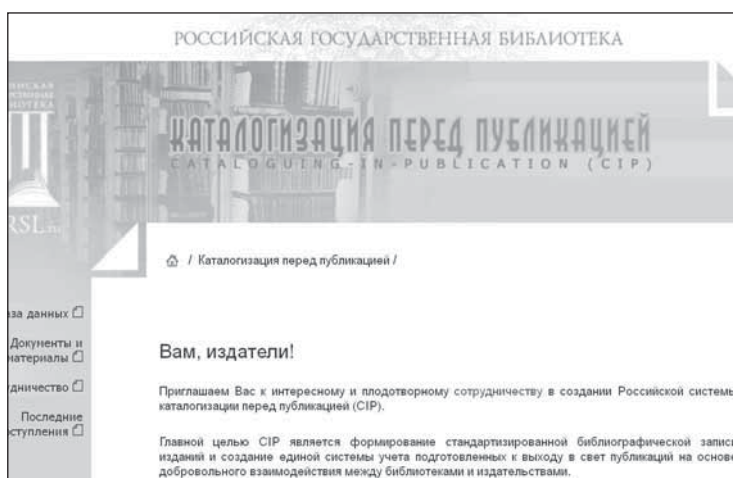 РОССИЙСКАЯ ГОСУДАРСТВЕННАЯ БИБЛИОТЕКА
КАТАЛОГИЗАЦИЯ ПЕРЕД ПУБЛИКАЦИЕЙ
CATALOGUING-IN-PUBLICATION (CIP)
RSL.ru
/ Каталогизация перед публикацией /
аза данных
Документы и
материалы
дничество
Последние
оступления
Вам, издатели!
Приглашаем Вас к интересному и плодотворному сотрудничеству в создании Российской системы
каталогизации перед публикацией (CIP).
Главной целью CIP является формирование стандартизированной библиографической запис
изданий и создание единой системы учета подготовленных к выходу в свет публикаций на основе
добровольного взаимодействия между библиотеками и издательствами.